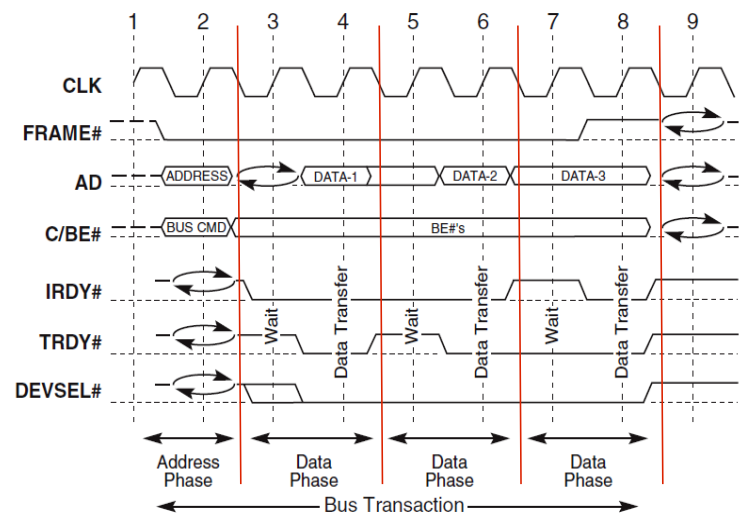 1 2 3 4 5 6 7 8 9
CLK
FRAME#
AD ADDRESS DATA-1 DATA-2 DATA-3
C/BE# BUS CMD BE#'s
IRDY#
Wait Data Transfer Wait Data Transfer Wait Data Transfer
TRDY#
DEVSEL#
Address Data Data Data
Phase Phase Phase Phase
Bus Transaction